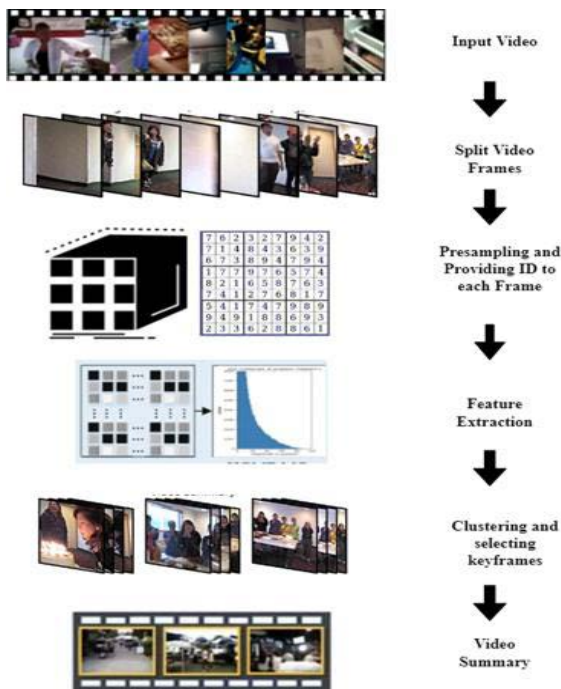 Input Video
Split Video
Frames
7 6 2 3 2 7 9 4 2
7 1 4 8 4 3 6 3 9
6 7 3 8 9 4 7 9 4
1 7 7 9 7 6 5 7 4
8 2 1 6 5 8 7 6 3
7 4 1 2 7 6 8 1 7
5 4 1 7 4 7 9 8 9
9 4 9 1 8 8 6 9 3
2 3 3 6 2 8 8 6 1
Presampling and
Providing ID to
each Frame
Feature
Extraction
Clustering and
selecting
keyframes
Video
Summary